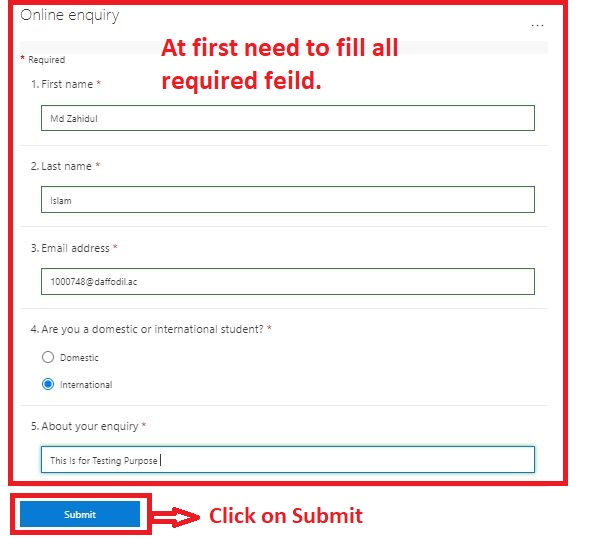 Online enquiry
...
At first need to fill all
required feild.
* Required
1. First name *
Md Zahidul
2. Last name *
Islam
3. Email address *
1000748@daffodil.ac
4. Are you a domestic or international student? *
Domestic
International
5. About your enquiry *
This Is for Testing Purpose
Submit
Click on Submit